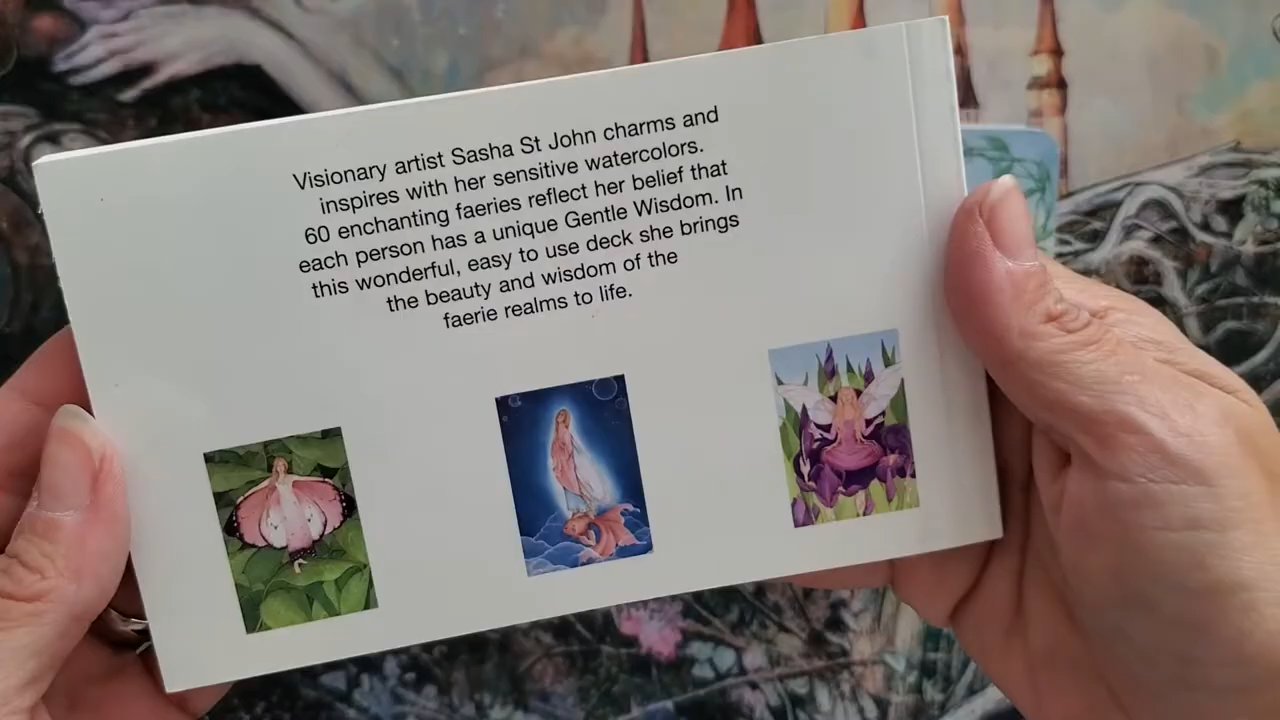 Visionary artist Sasha St John charms and
inspires with her sensitive watercolors.
60 enchanting faeries reflect her belief that
each person has a unique Gentle Wisdom. In
this wonderful, easy to use deck she brings
the beauty and wisdom of the
faerie realms to life.